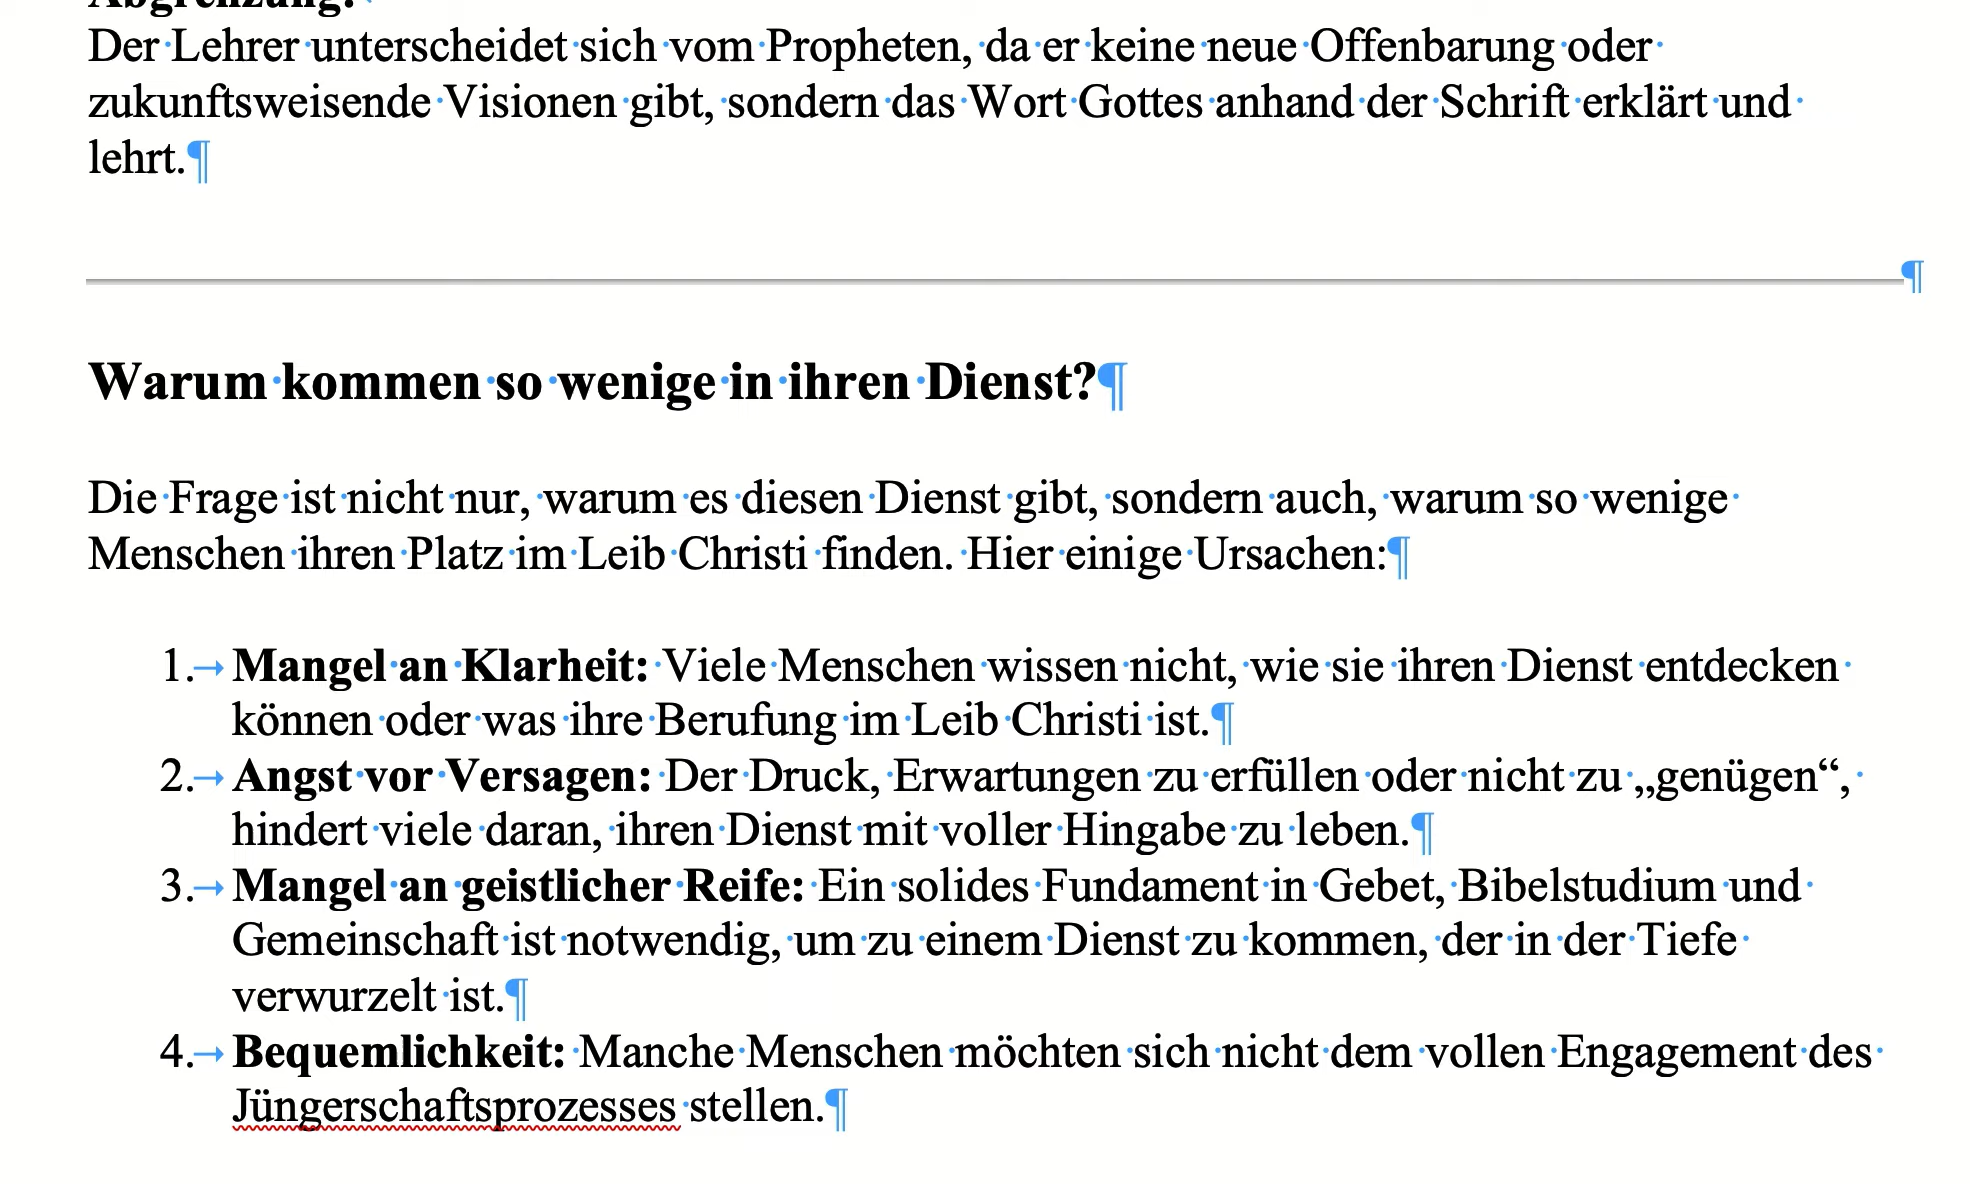 Abgrenzung:
Der Lehrer unterscheidet sich vom Propheten, da er keine neue Offenbarung oder
zukunftsweisende Visionen gibt, sondern das Wort Gottes anhand der Schrift erklärt und
lehrt.¶
¶
Warum kommen so wenige in ihren Dienst?¶
Die Frage ist nicht nur, warum es diesen Dienst gibt, sondern auch, warum so wenige
Menschen ihren Platz im Leib Christi finden. Hier einige Ursachen:¶
1.→ Mangel an Klarheit: Viele Menschen wissen nicht, wie sie ihren Dienst entdecken
können oder was ihre Berufung im Leib Christi ist.¶
2.→ Angst vor Versagen: Der Druck, Erwartungen zu erfüllen oder nicht zu „genügen“,
hindert viele daran, ihren Dienst mit voller Hingabe zu leben.¶
3.→ Mangel an geistlicher Reife: Ein solides Fundament in Gebet, Bibelstudium und
Gemeinschaft ist notwendig, um zu einem Dienst zu kommen, der in der Tiefe
verwurzelt ist.¶
4.→ Bequemlichkeit: Manche Menschen möchten sich nicht dem vollen Engagement des
Jüngerschaftsprozesses stellen.¶